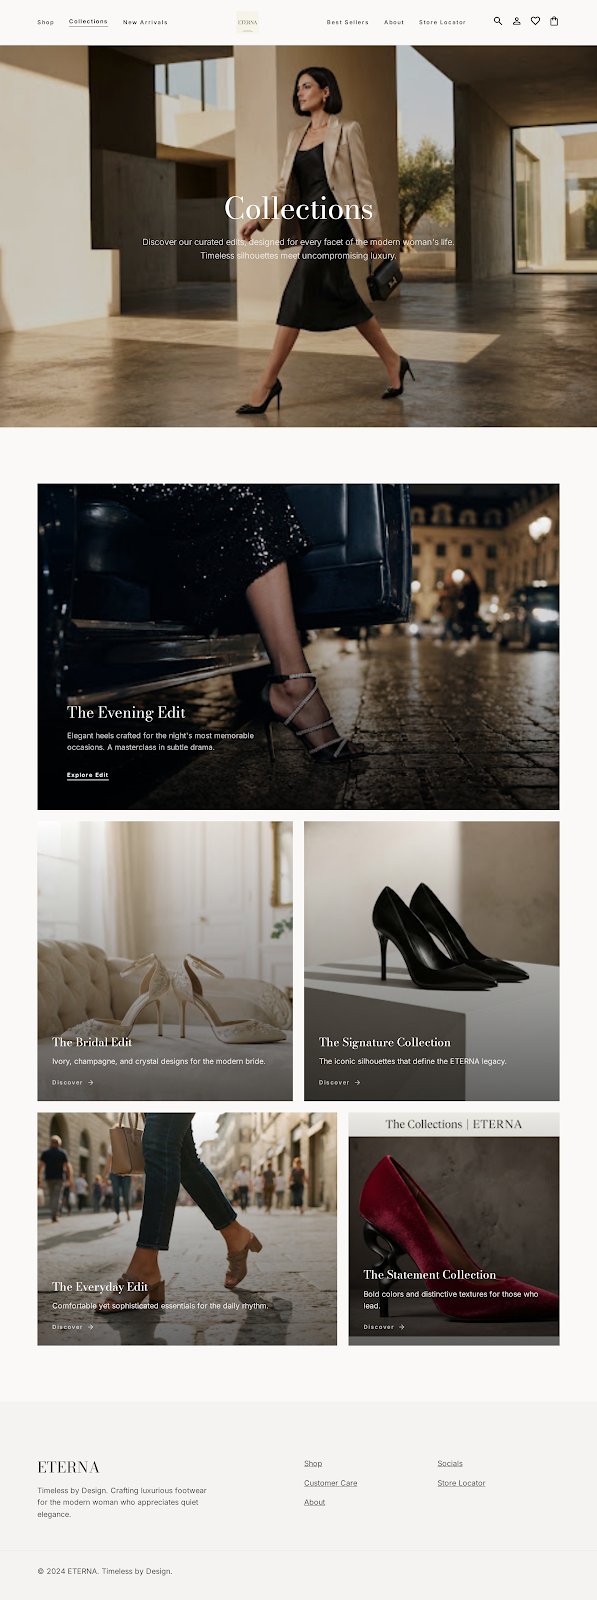 Shop
Collections
New Arrivals
ETERNA
Best Sellers
About
Store Locator
Collections
Discover our curated edits, designed for every facet of the modern woman's life.
Timeless silhouettes meet uncompromising luxury.
The Evening Edit
Elegant heels crafted for the night's most memorable
occasions. A masterclass in subtle drama.
Explore Edit
The Bridal Edit
Ivory, champagne, and crystal designs for the modern bride.
Discover →
The Signature Collection
The iconic silhouettes that define the ETERNA legacy.
Discover →
The Everyday Edit
Comfortable yet sophisticated essentials for the daily rhythm.
Discover →
The Collections | ETERNA
The Statement Collection
Bold colors and distinctive textures for those who
lead.
Discover →
ETERNA
Timeless by Design. Crafting luxurious footwear
for the modern woman who appreciates quiet
elegance.
Shop
Customer Care
About
Socials
Store Locator
© 2024 ETERNA. Timeless by Design.